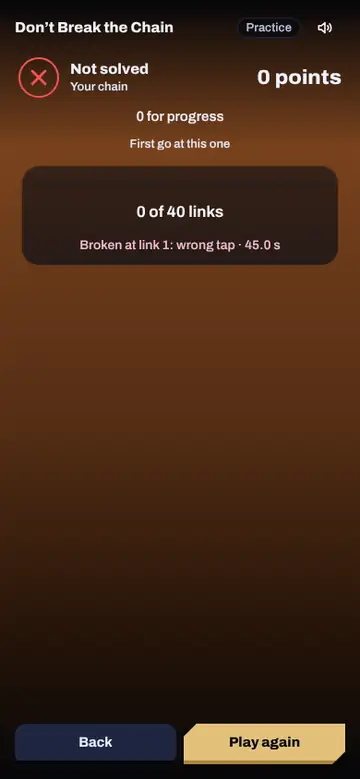 Don’t Break the Chain
Practice
Not solved
Your chain
0 points
0 for progress
First go at this one
0 of 40 links
Broken at link 1: wrong tap · 45.0 s
Back
Play again